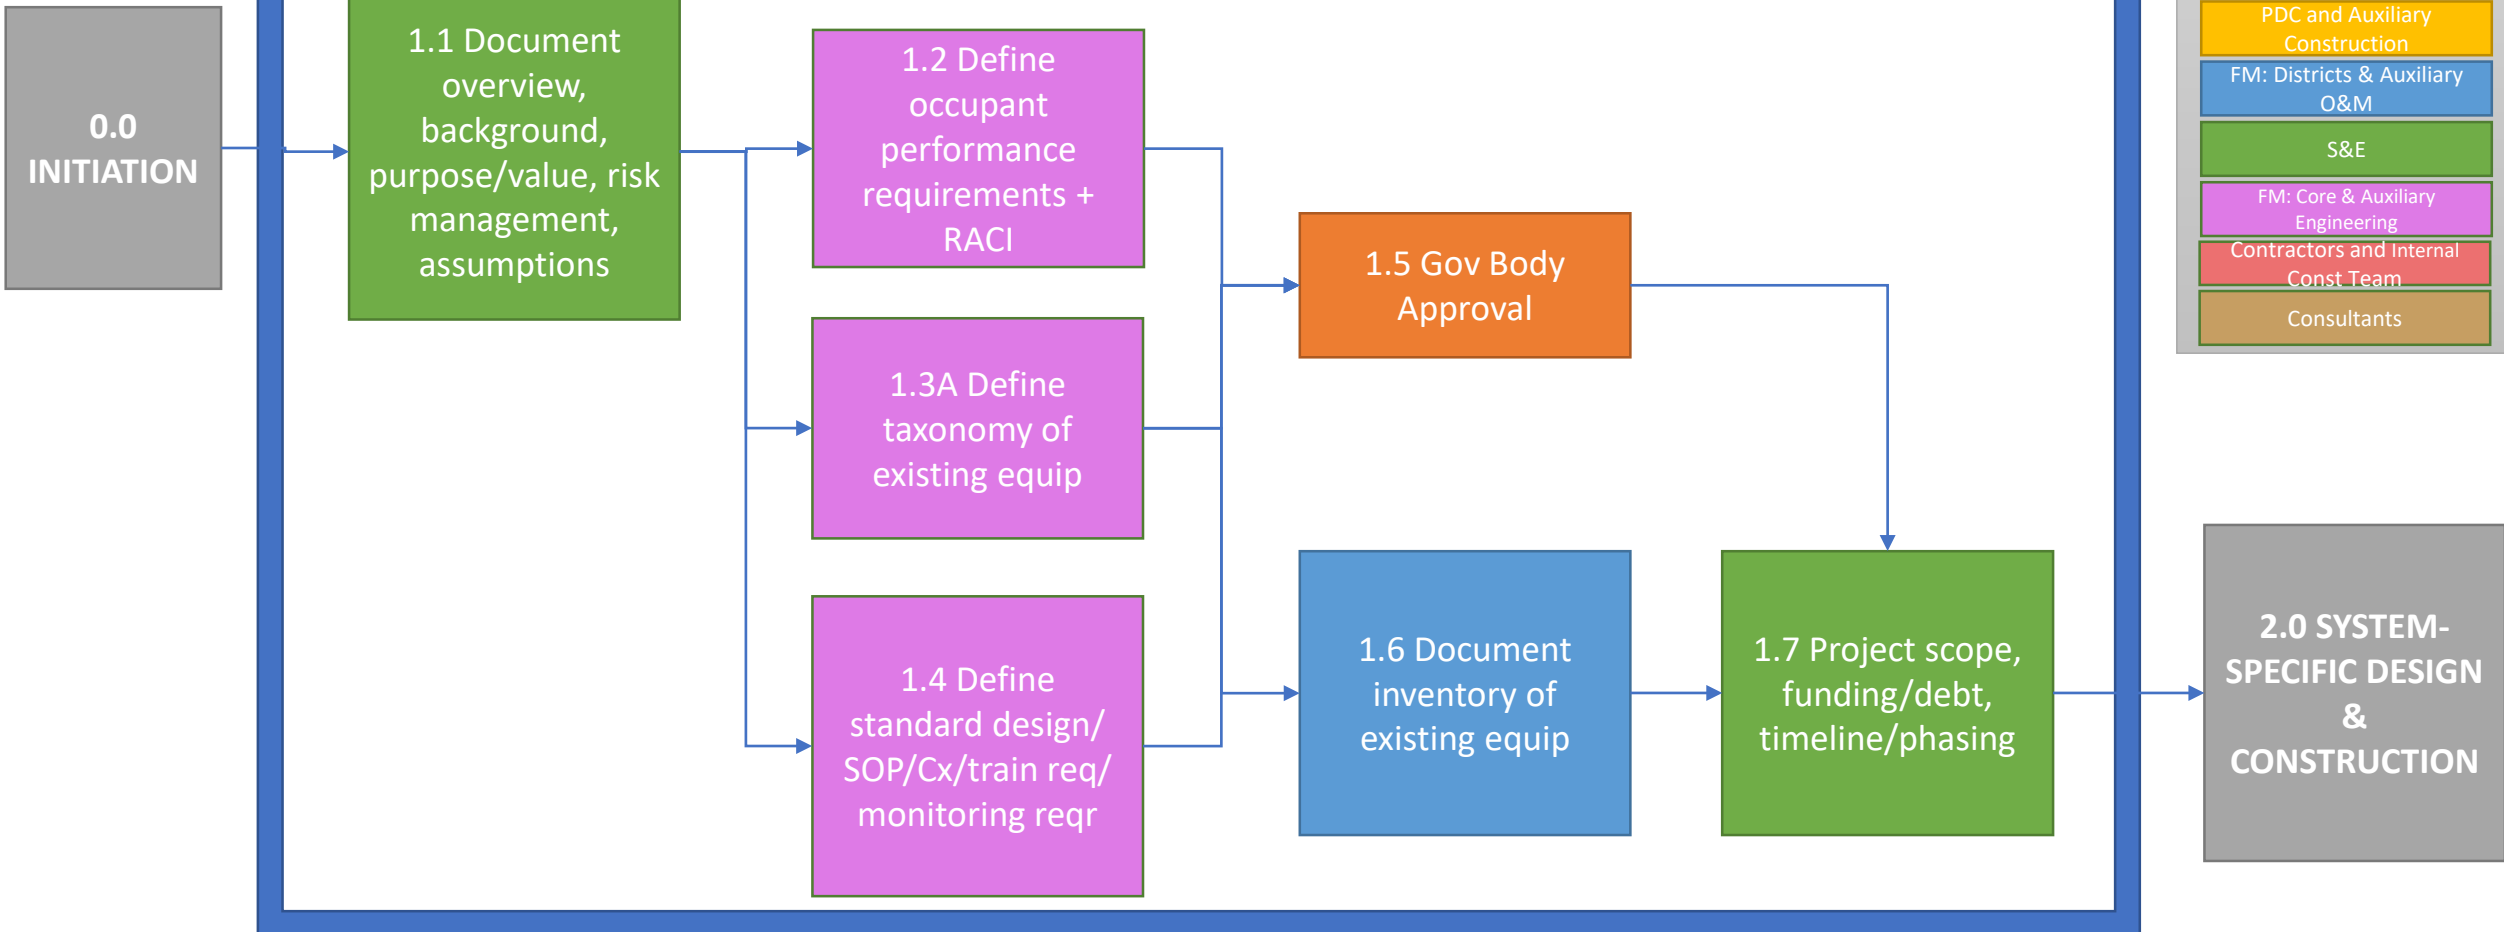 0.0
INITIATION
1.1 Document
overview,
background,
purpose/value, risk
management,
assumptions
1.2 Define
occupant
performance
requirements +
RACI
1.3A Define
taxonomy of
existing equip
1.4 Define
standard design/
SOP/Cx/train req/
monitoring reqr
1.5 Gov Body
Approval
1.6 Document
inventory of
existing equip
1.7 Project scope,
funding/debt,
timeline/phasing
PDC and Auxiliary
Construction
FM: Districts & Auxiliary
O&M
S&E
FM: Core & Auxiliary
Engineering
Contractors and Internal
Const Team
Consultants
2.0 SYSTEM-
SPECIFIC DESIGN
&
CONSTRUCTION